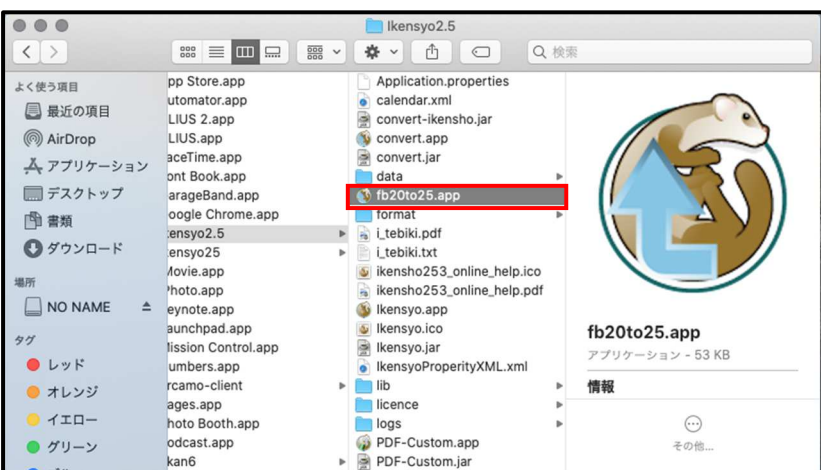 Ikensyo2.5
検索
よく使う項目
最近の項目
AirDrop
アプリケーション
デスクトップ
書類
ダウンロード
場所
NO NAME
タグ
レッド
オレンジ
イエロー
グリーン
pp Store.app
utomator.app
LIUS 2.app
LIUS.app
aceTime.app
ont Book.app
arageBand.app
oogle Chrome.app
ensyo2.5
ensyo25
Movie.app
Photo.app
eynote.app
aunchpad.app
lission Control.app
umbers.app
rcamo-client
ages.app
hoto Booth.app
odcast.app
kan6
Application.properties
calendar.xml
convert-ikensho.jar
convert.app
convert.jar
data
fb20to25.app
format
i_tebiki.pdf
i_tebiki.txt
ikensho253_online_help.ico
ikensho253_online_help.pdf
Ikensyo.app
Ikensyo.ico
Ikensyo.jar
IkensyoProperityXML.xml
lib
licence
logs
PDF-Custom.app
PDF-Custom.jar
fb20to25.app
アプリケーション - 53 KB
情報
その他...